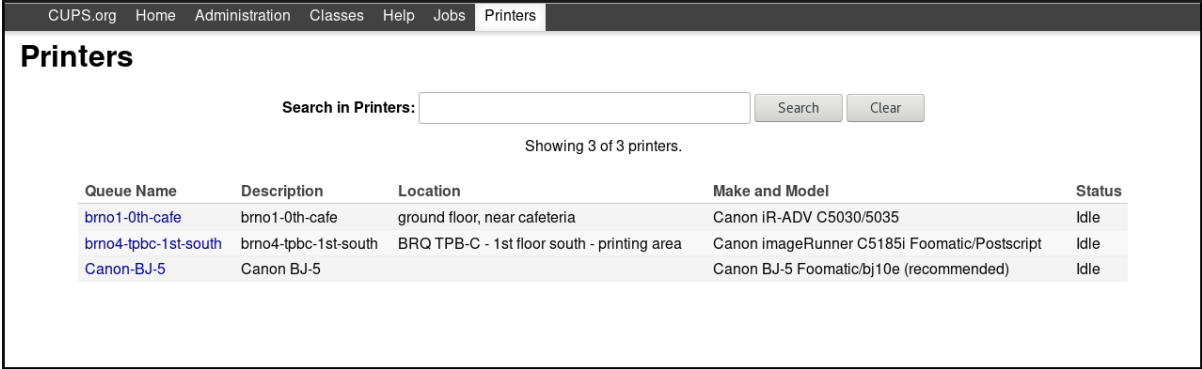 CUPS.org Home Administration Classes Help Jobs Printers
Printers
Search in Printers: Search Clear
Showing 3 of 3 printers.
Queue Name Description Location Make and Model Status
brno1-0th-cafe brno1-0th-cafe ground floor, near cafeteria Canon iR-ADV C5030/5035 Idle
brno4-tpbc-1st-south brno4-tpbc-1st-south BRQ TPB-C - 1st floor south - printing area Canon imageRunner C5185i Foomatic/Postscript Idle
Canon-BJ-5 Canon BJ-5 Canon BJ-5 Foomatic/bj10e (recommended) Idle